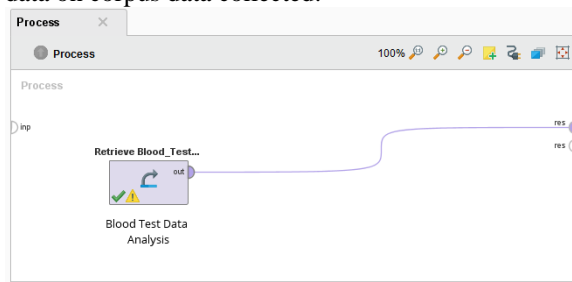 data on corpus data collected.
Process
Process
100%
Process
inp
res
res
Retrieve Blood_Test...
out
Blood Test Data
Analysis